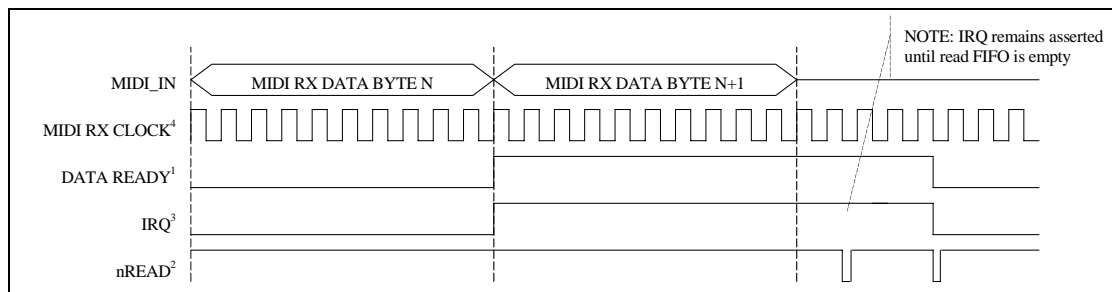 NOTE: IRQ remains asserted
until read FIFO is empty
MIDI_IN
MIDI RX DATA BYTE N
MIDI RX DATA BYTE N+1
MIDI RX CLOCK⁴
DATA READY¹
IRQ³
nREAD²